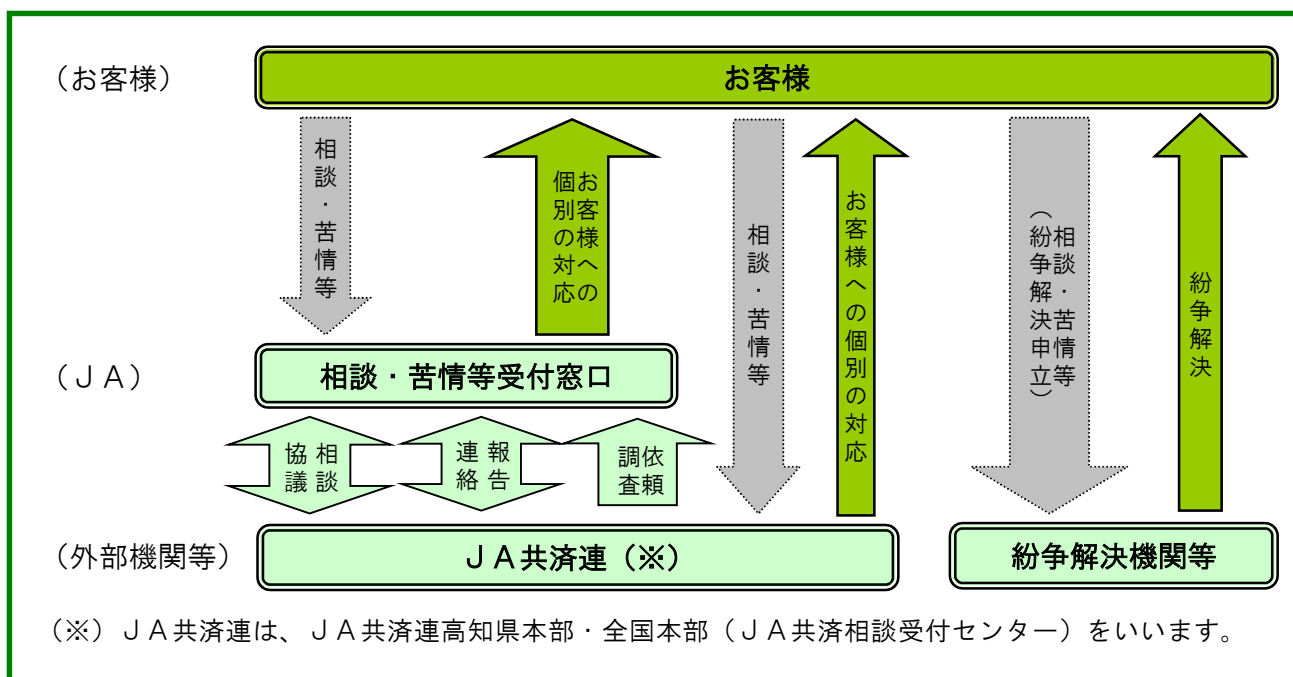 （お客様）
お客様
相談・苦情等
お客様への
個別の対応
相談・苦情等
お客様への個別の対応
相談・苦情等
（紛争解決申立）
紛争解決
（ＪＡ）
相談・苦情等受付窓口
相談
協議
報告
連絡
依頼
調査
（外部機関等）
ＪＡ共済連（※）
紛争解決機関等
（※）ＪＡ共済連は、ＪＡ共済連高知県本部・全国本部（ＪＡ共済相談受付センター）をいいます。